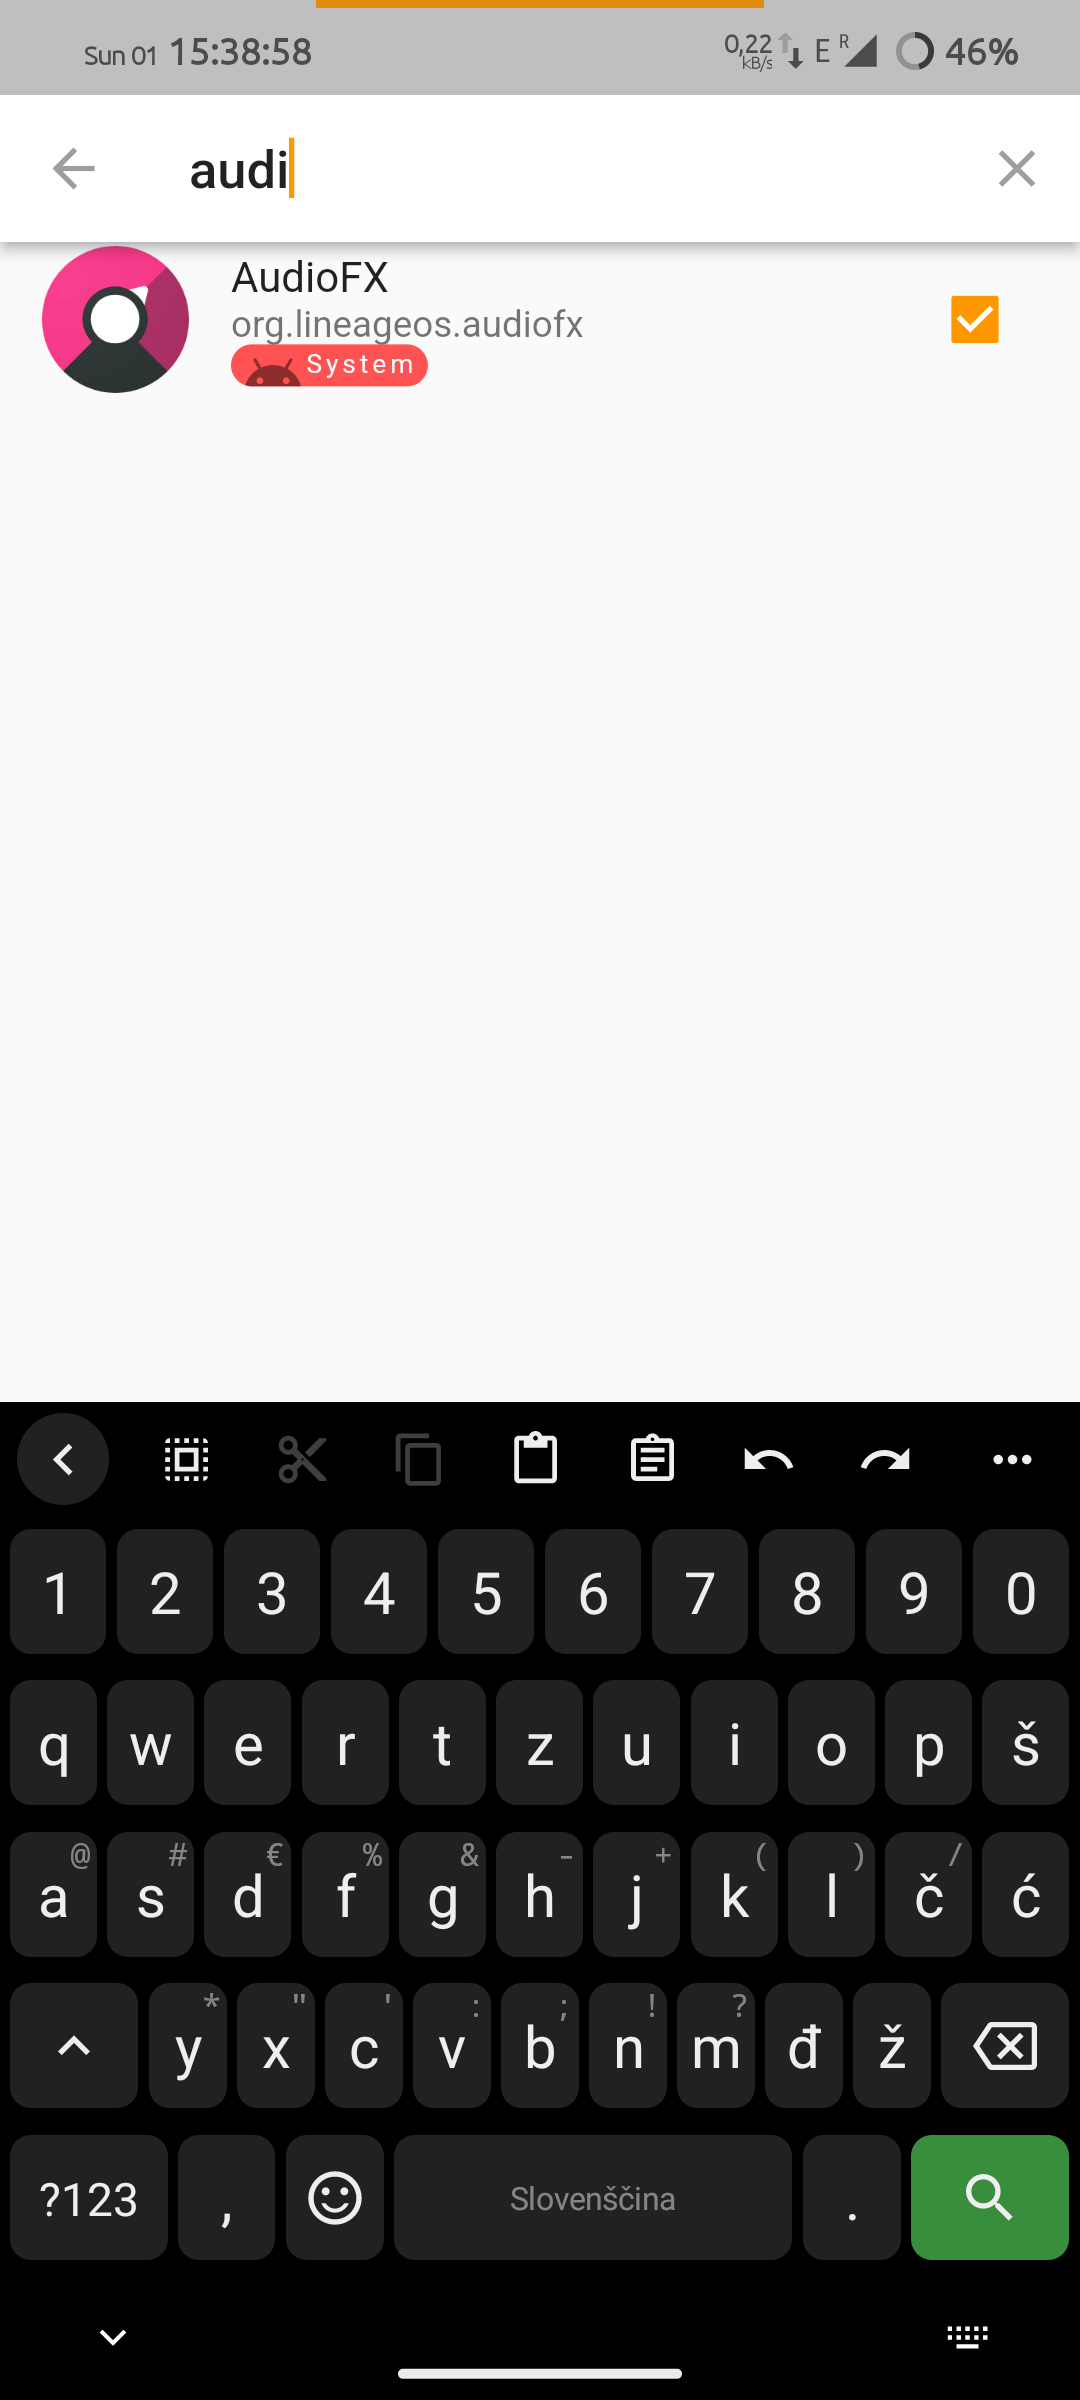 Sun 01 15:38:58 0,22 kB/s E R 46%
audi
AudioFX
org.lineageos.audiofx
System
1 2 3 4 5 6 7 8 9 0
q w e r t z u i o p š
@ # € % & - + ( ) /
a s d f g h j k l č ć
* " ' : ; ! ?
y x c v b n m đ ž
?123 , Slovenščina .